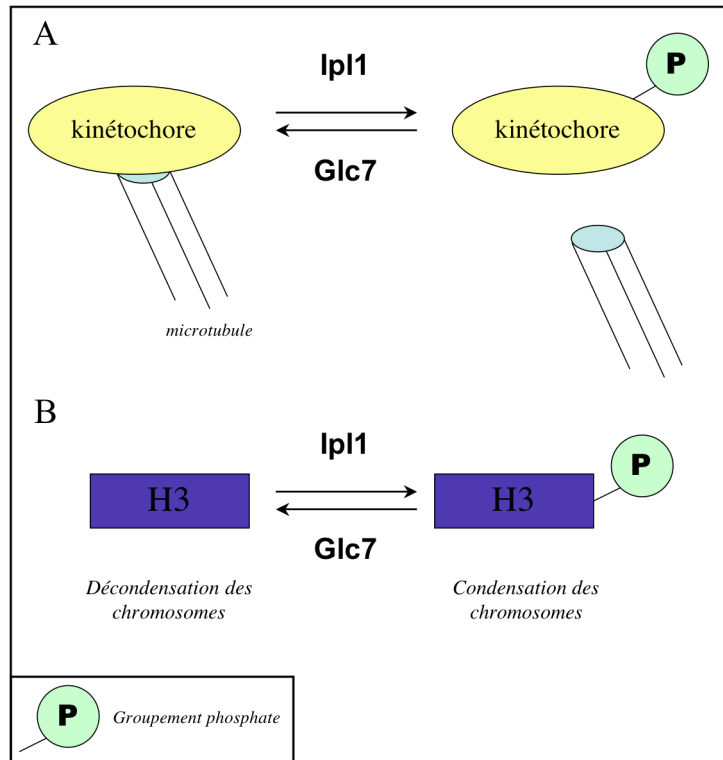 A
Ipl1
P
kinétochore
kinétochore
Glc7
microtubule
B
Ipl1
P
H3
H3
Glc7
Décondensation des
chromosomes
Condensation des
chromosomes
P
Groupement phosphate